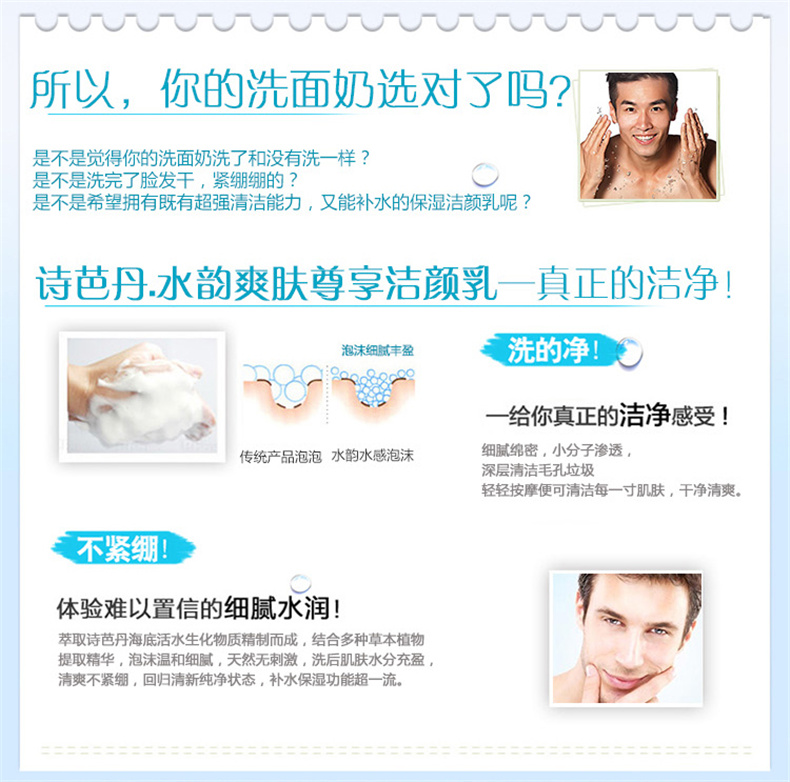 所以，你的洗面奶选对了吗?
是不是觉得你的洗面奶洗了和没有洗一样？
是不是洗完了脸发干，紧绷绷的？
是不是希望拥有既有超强清洁能力，又能补水的保湿洁颜乳呢？
诗芭丹.水韵爽肤尊享洁颜乳—真正的洁净！
泡沫细腻丰盈
传统产品泡泡 水韵水感泡沫
洗的净！
一给你真正的洁净感受！
细腻绵密，小分子渗透，
深层清洁毛孔垃圾
轻轻按摩便可清洁每一寸肌肤，干净清爽。
不紧绷！
体验难以置信的细腻水润！
萃取诗芭丹海底活水生化物质精制而成，结合多种草本植物
提取精华，泡沫温和细腻，天然无刺激，洗后肌肤水分充盈，
清爽不紧绷，回归清新纯净状态，补水保湿功能超一流。